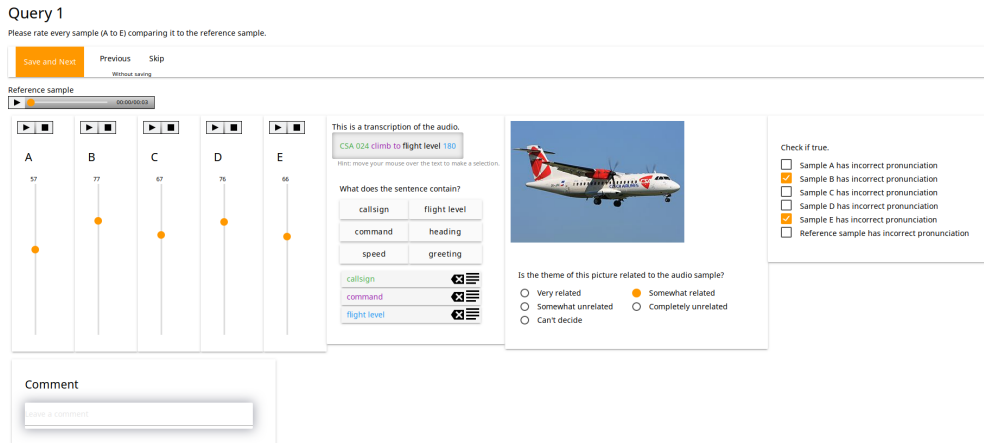 Query 1
Please rate every sample (A to E) comparing it to the reference sample.
Save and Next
Previous
Skip
Without saving
Reference sample
00:00/00:03
A
B
C
D
E
57
77
67
76
66
This is a transcription of the audio.
CSA 024 climb to flight level 180
Hint: move your mouse over the text to make a selection.
What does the sentence contain?
callsign flight level
command heading
speed greeting
callsign
command
flight level
Is the theme of this picture related to the audio sample?
Very related Somewhat related
Somewhat unrelated Completely unrelated
Can't decide
Check if true.
Sample A has incorrect pronunciation
Sample B has incorrect pronunciation
Sample C has incorrect pronunciation
Sample D has incorrect pronunciation
Sample E has incorrect pronunciation
Reference sample has incorrect pronunciation
Comment
Leave a comment